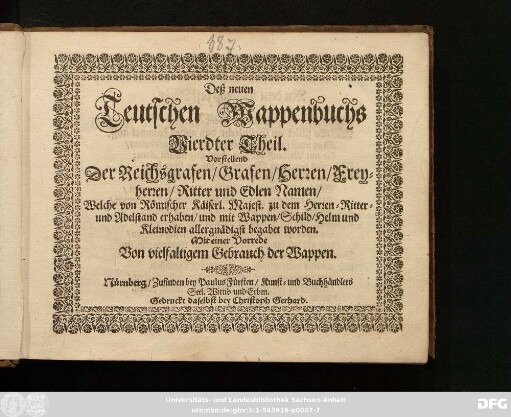 187.
Deß neuen
Teutschen Wappenbuchs
Vierdter Theil.
Vorstellend
Der Reichsgrafen/Grafen/Herren/Frey-
herren/Ritter und Edlen Namen/
Welche von Römischer Käiserl. Majest. zu dem Herren-Ritter-
und Adelstand erhaben/und mit Wappen/Schild/Helm und
Kleinodien allergnädigst begabet worden.
Mit einer Vorrede
Von vielfältigem Gebrauch der Wappen.
Nürnberg/Zufinden bey Paulus Fürsten/Kunst- und Buchhändlers
Seel. Wittib und Erben.
Gedruckt daselbst bey Christoph Gerhard.
Universitäts- und Landesbibliothek Sachsen-Anhalt
urn:nbn:de:gbv:3:1-543916-p0007-7
DFG